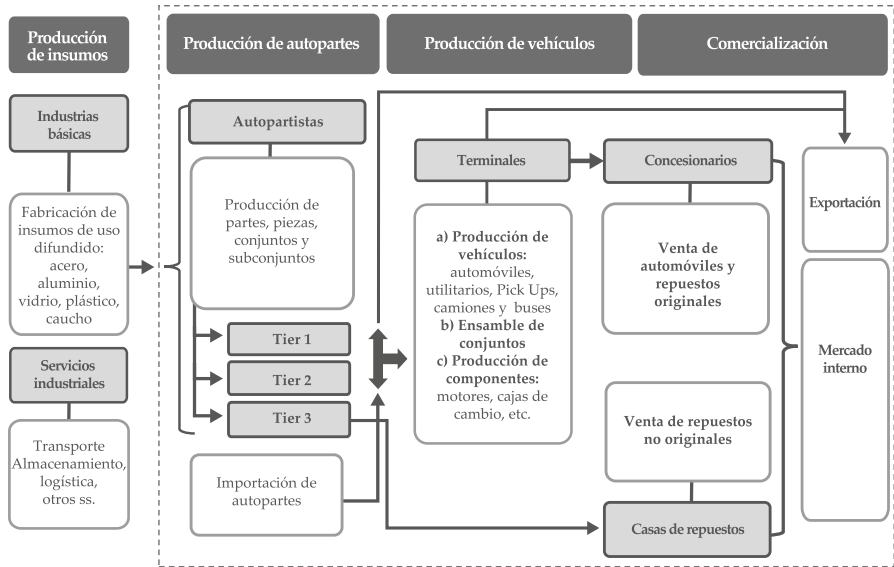 Producción
de insumos
Producción de autopartes
Producción de vehículos
Comercialización
Industrias
básicas
Fabricación de
insumos de uso
difundido:
acero,
aluminio,
vidrio, plástico,
caucho
Servicios
industriales
Transporte
Almacenamiento,
logística,
otros ss.
Autopartistas
Producción de
partes, piezas,
conjuntos y
subconjuntos
Tier 1
Tier 2
Tier 3
Importación de
autopartes
Terminales
a) Producción de
vehículos:
automóviles,
utilitarios, Pick Ups,
camiones y buses
b) Ensamble de
conjuntos
c) Producción de
componentes:
motores, cajas de
cambio, etc.
Concesionarios
Venta de
automóviles y
repuestos
originales
Venta de repuestos
no originales
Casas de repuestos
Exportación
Mercado
interno